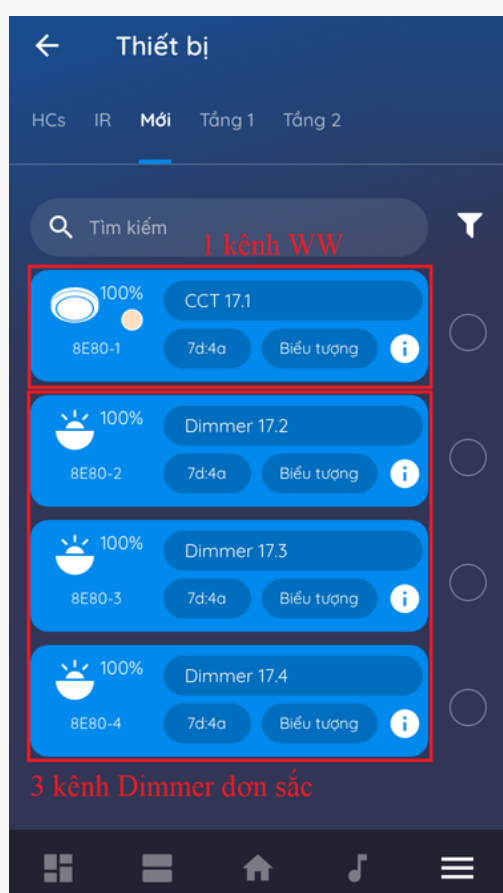 Thiết bị
HCs IR Mới Tầng 1 Tầng 2
Tìm kiếm
1 kênh WW
100% CCT 17.1
8E80-1 7d:4a Biểu tượng i
100% Dimmer 17.2
8E80-2 7d:4a Biểu tượng i
100% Dimmer 17.3
8E80-3 7d:4a Biểu tượng i
100% Dimmer 17.4
8E80-4 7d:4a Biểu tượng i
3 kênh Dimmer đơn sắc